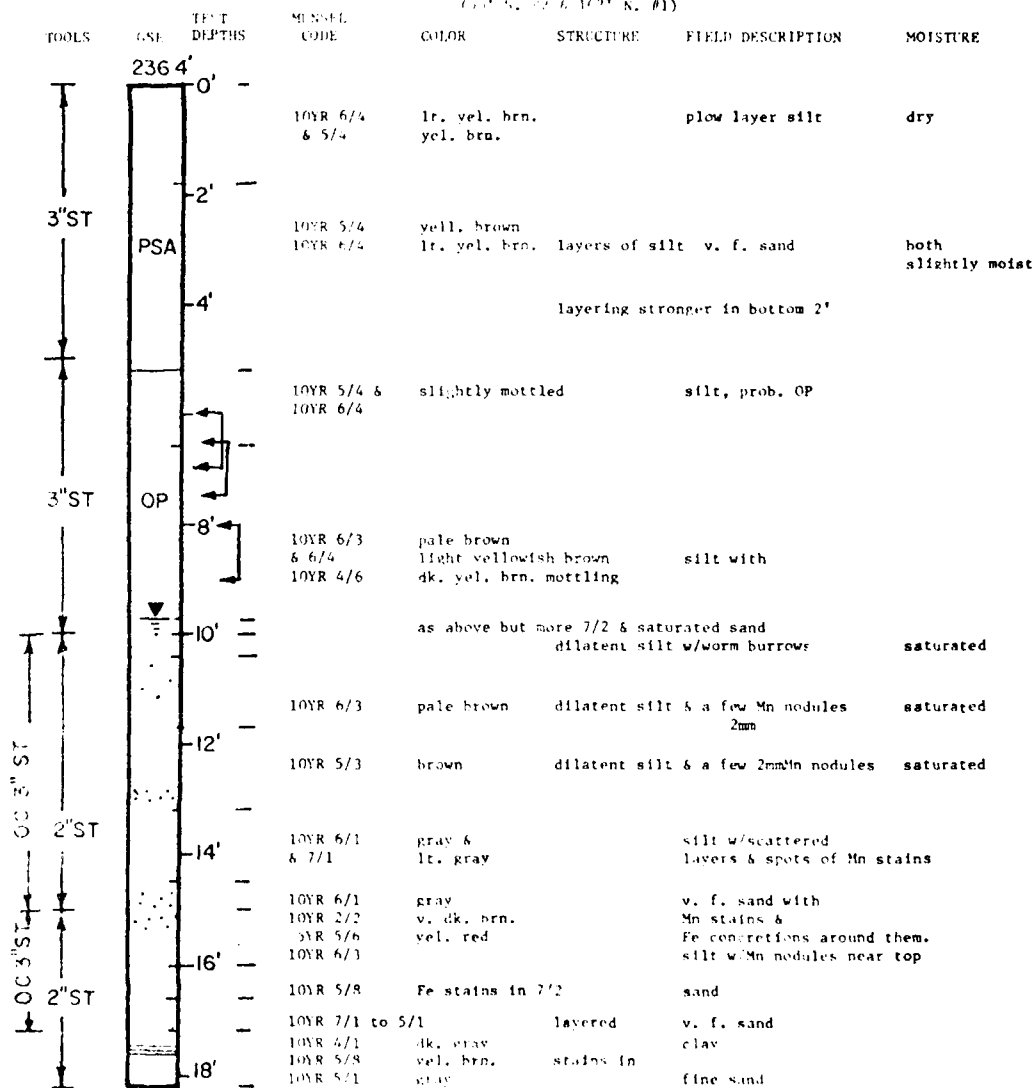 TEST MUNSEL
TOOLS GSE DEPTHS CODE COLOR STRUCTURE FIELD DESCRIPTION MOISTURE
236 4'
0'
10YR 6/4 lt. yel. brn. plow layer silt dry
& 5/4 yel. brn.
2'
3"ST
10YR 5/4 yell. brown
PSA 10YR 6/4 lt. yel. brn. layers of silt v. f. sand both
slightly moist
4' layering stronger in bottom 2'
10YR 5/4 & slightly mottled silt, prob. OP
10YR 6/4
3"ST OP
8'
10YR 6/3 pale brown
& 6/4 light yellowish brown silt with
10YR 4/6 dk. yel. brn. mottling
10' as above but more 7/2 & saturated sand
dilatent silt w/worm burrows saturated
10YR 6/3 pale brown dilatent silt & a few Mn nodules saturated
2mm
12'
10YR 5/3 brown dilatent silt & a few 2mmMn nodules saturated
OC 3" ST 2"ST
10YR 6/1 gray & silt w/scattered
14' & 7/1 lt. gray layers & spots of Mn stains
10YR 6/1 gray v. f. sand with
10YR 2/2 v. dk. brn. Mn stains &
5YR 5/6 yel. red Fe concretions around them.
16' 10YR 6/3 silt w/Mn nodules near top
OC 3"ST 2"ST
10YR 5/8 Fe stains in 7/2 sand
10YR 7/1 to 5/1 layered v. f. sand
10YR 4/1 dk. gray clay
18' 10YR 5/8 yel. brn. stains in
10YR 5/1 gray fine sand